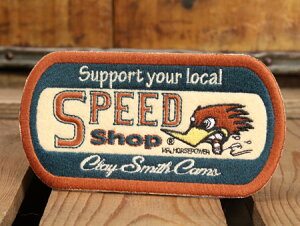 Support your local
SPEED
Shop ®
MR. HORSEPOWER
Clay Smith Cams